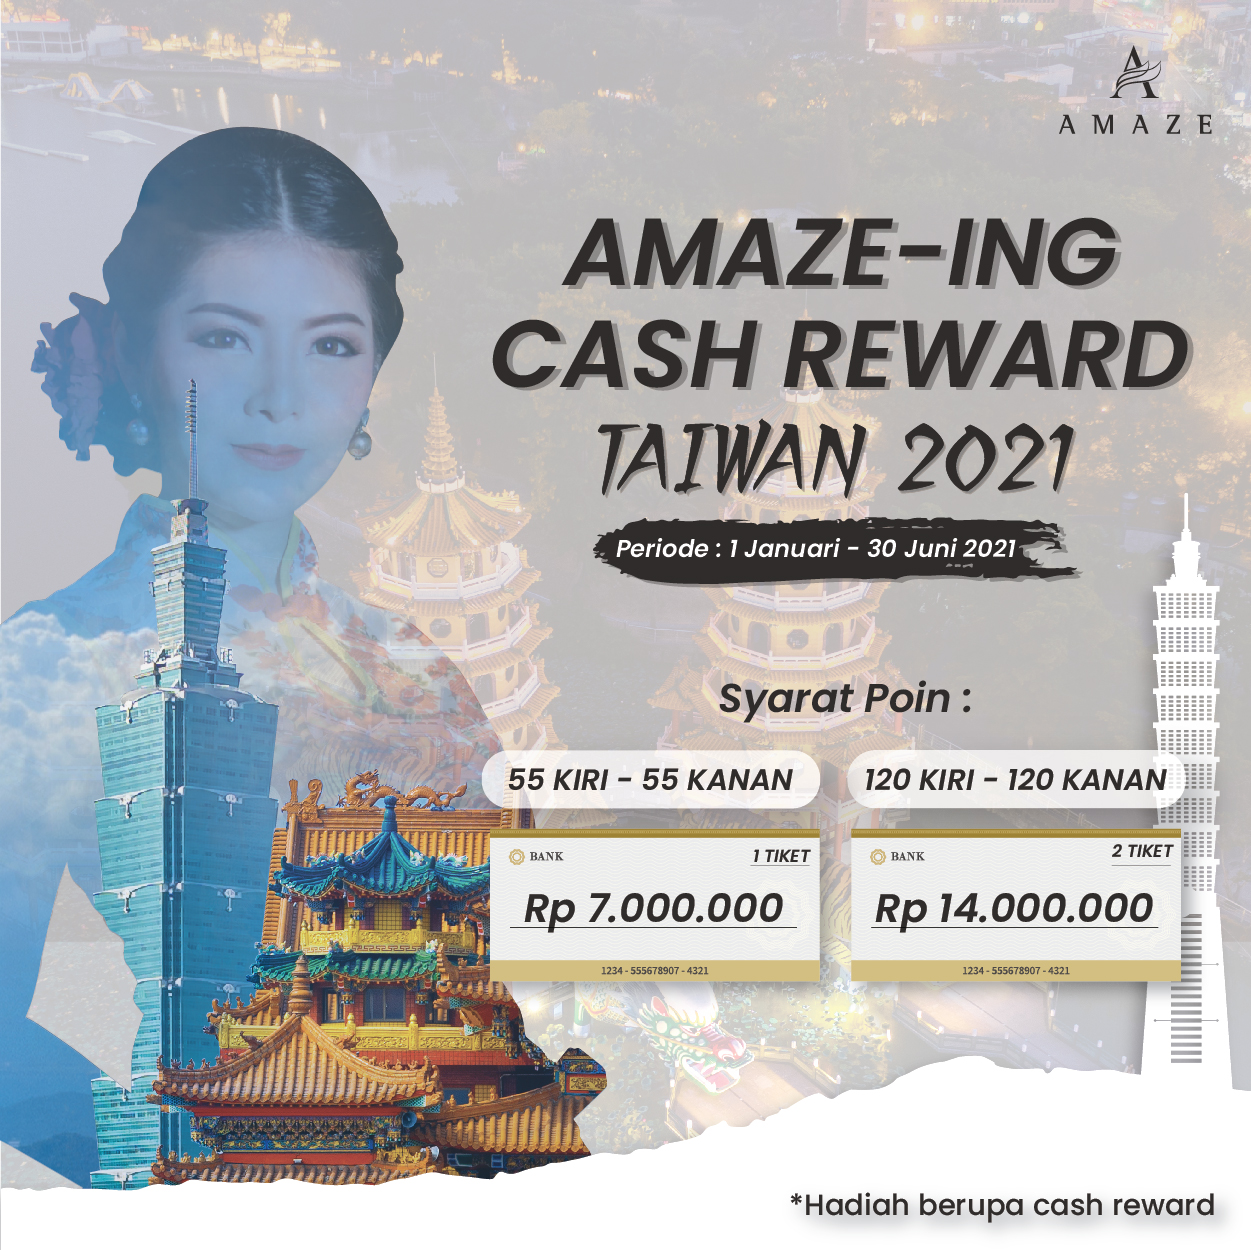 AMAZE
AMAZE-ING
CASH REWARD
TAIWAN 2021
Periode : 1 Januari - 30 Juni 2021
Syarat Poin :
55 KIRI - 55 KANAN
120 KIRI - 120 KANAN
BANK
1 TIKET
Rp 7.000.000
1234 - 555678907 - 4321
BANK
2 TIKET
Rp 14.000.000
1234 - 555678907 - 4321
*Hadiah berupa cash reward